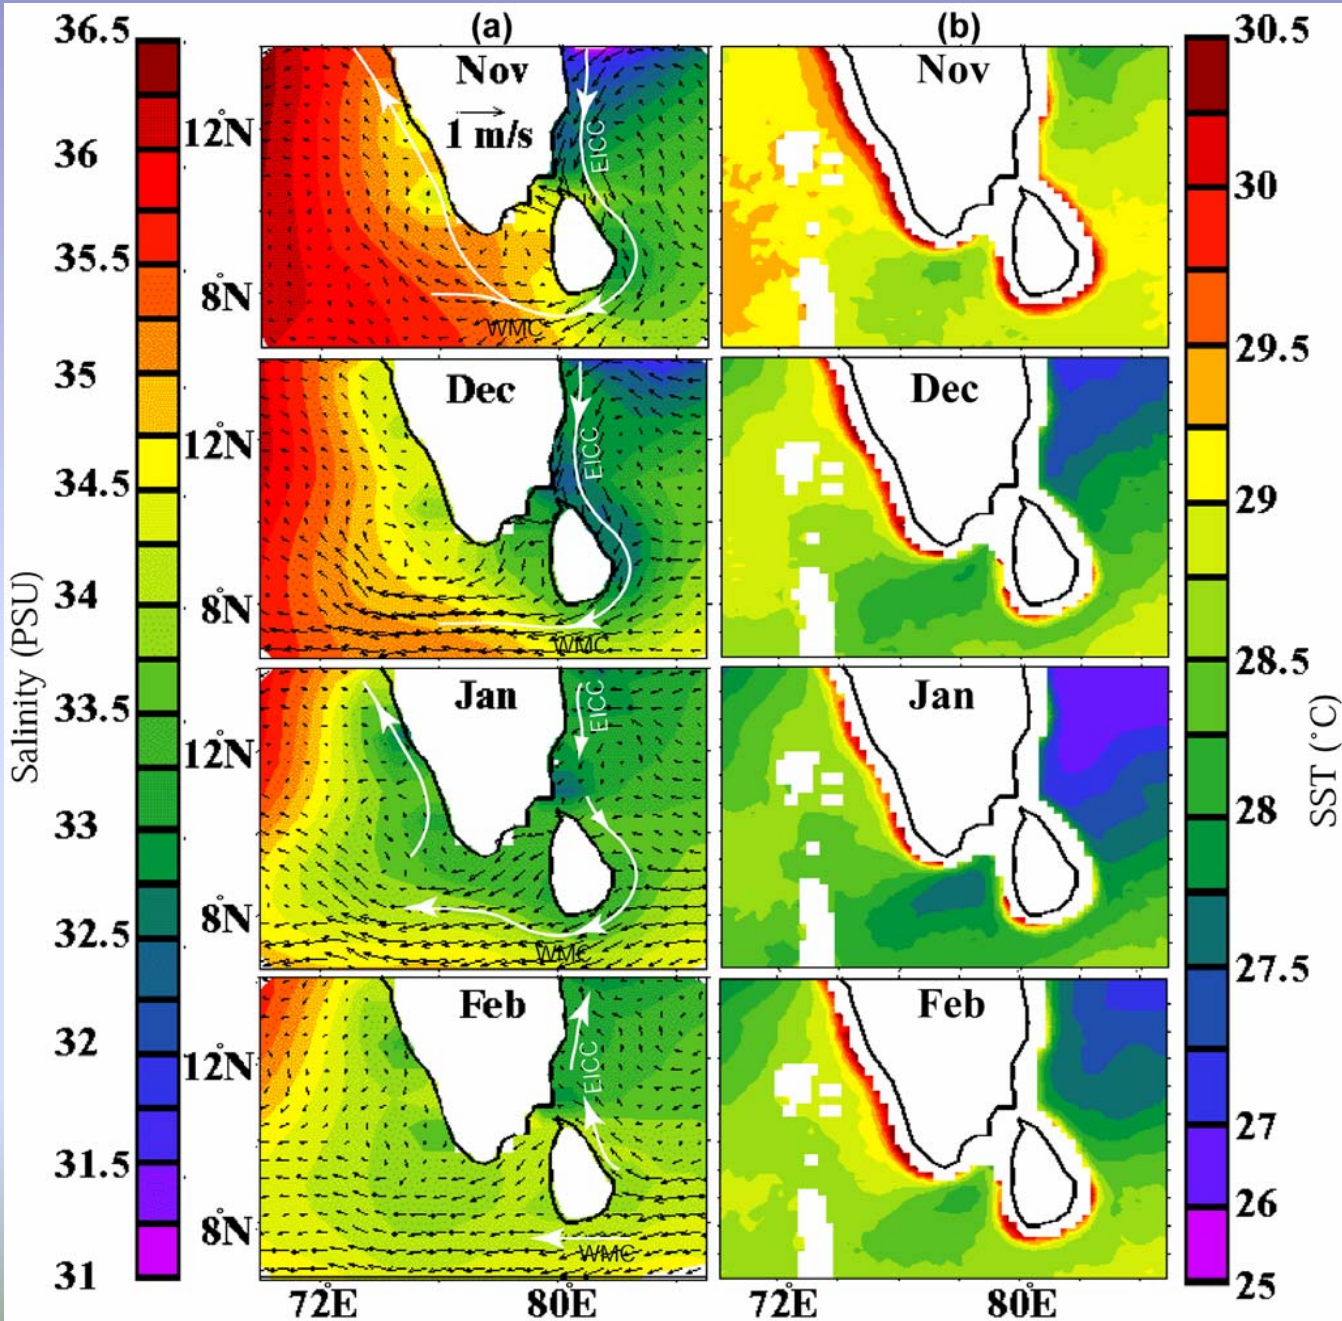 (a)
(b)
36.5
36
35.5
35
34.5
34
33.5
33
32.5
32
31.5
31
Salinity (PSU)
Nov
1 m/s
EICC
WMC
12°N
8°N
Dec
EICC
WMC
12°N
8°N
Jan
EICC
WMC
12°N
8°N
Feb
EICC
WMC
12°N
8°N
72°E
80°E
Nov
Dec
Jan
Feb
72°E
80°E
30.5
30
29.5
29
28.5
28
27.5
27
26
25
SST (°C)